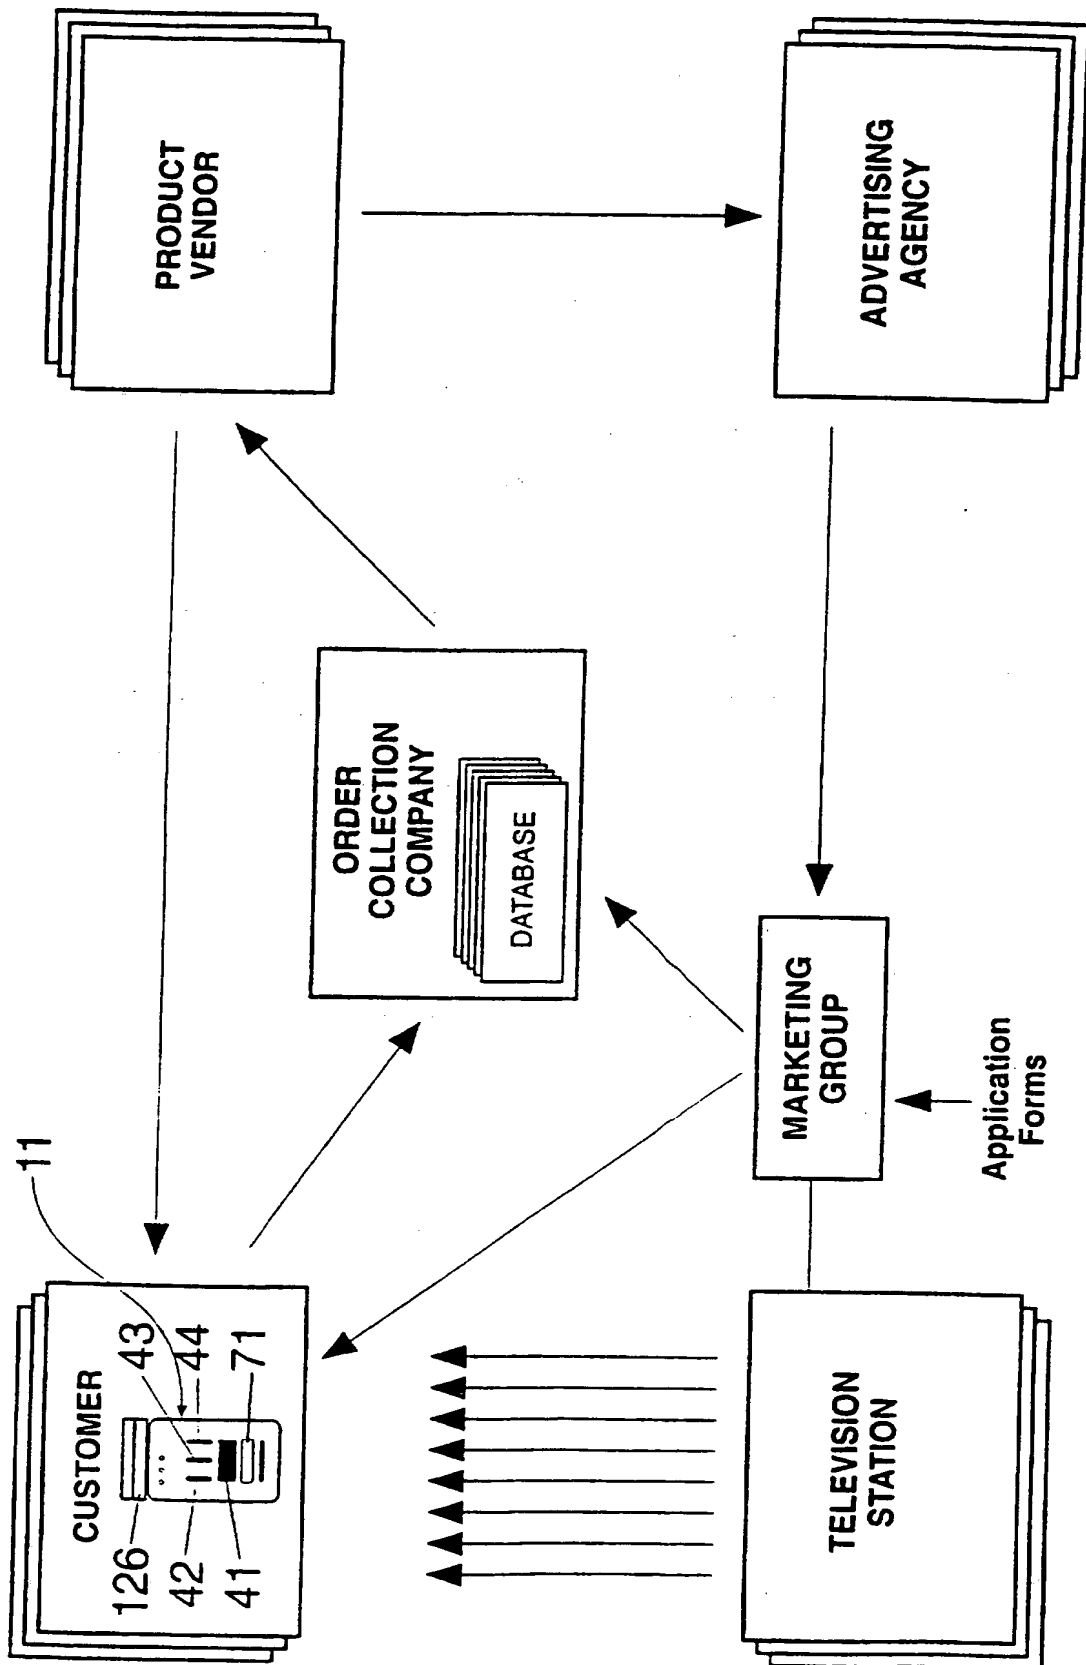 CUSTOMER
11
126
42
41
43
44
71
PRODUCT
VENDOR
ORDER
COLLECTION
COMPANY
DATABASE
TELEVISION
STATION
MARKETING
GROUP
Application
Forms
ADVERTISING
AGENCY